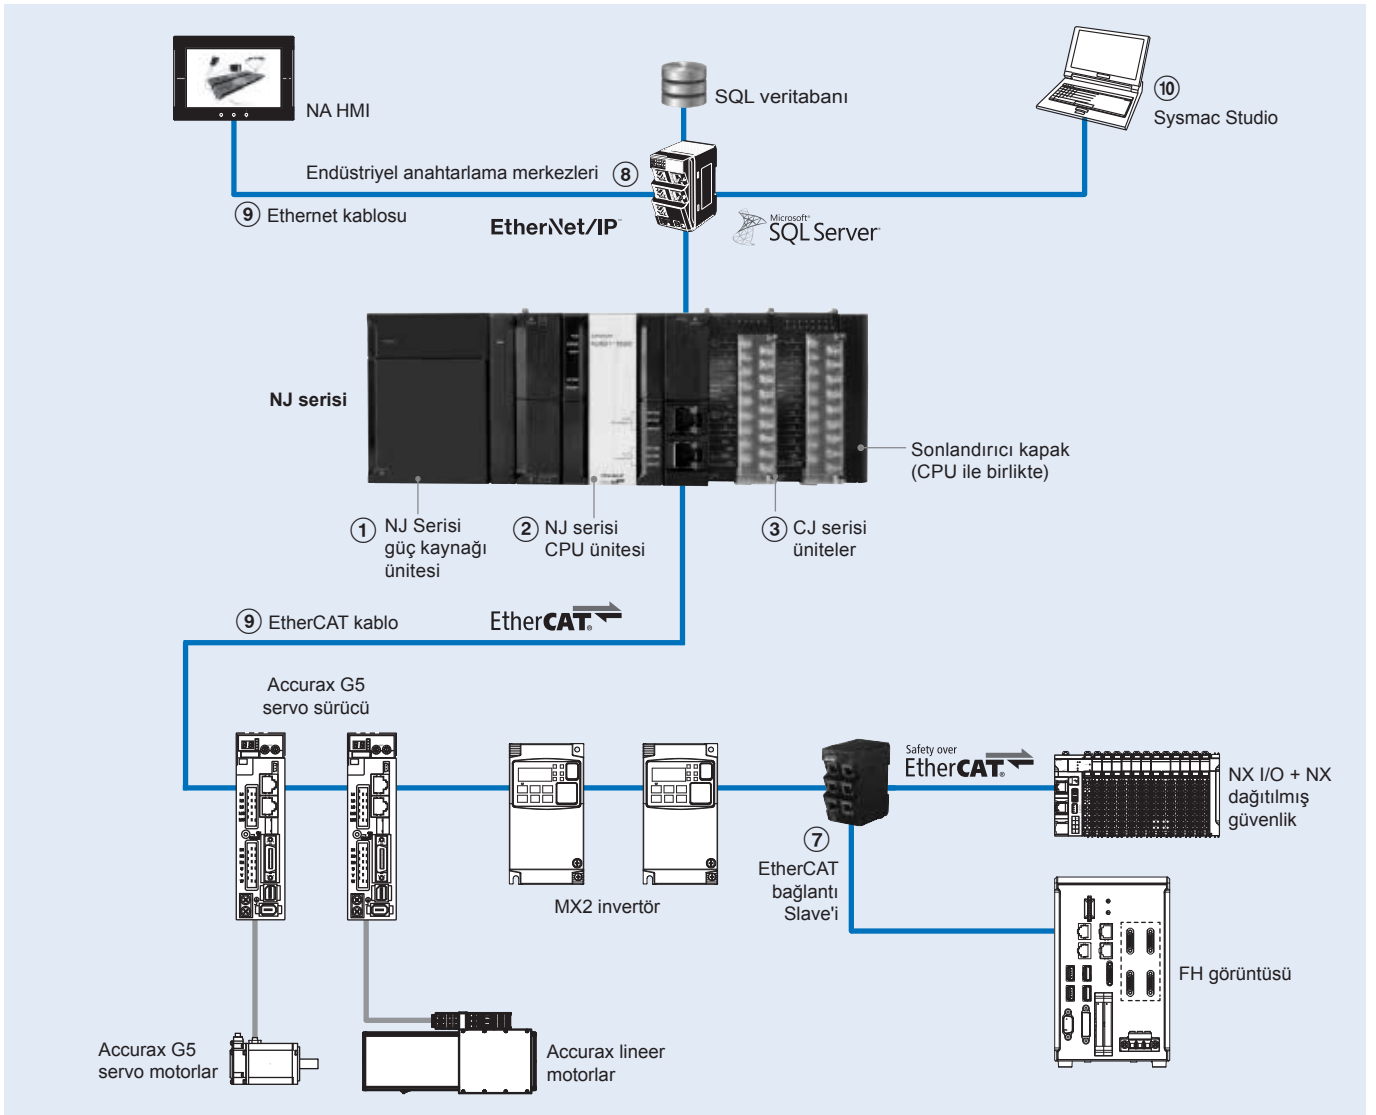 NA HMI
SQL veritabanı
10
Sysmac Studio
Endüstriyel anahtarlama merkezleri 8
9 Ethernet kablosu
EtherNet/IP™
Microsoft®
SQL Server®
NJ serisi
Sonlandırıcı kapak
(CPU ile birlikte)
1 NJ Serisi
güç kaynağı
ünitesi
2 NJ serisi
CPU ünitesi
3 CJ serisi
üniteler
9 EtherCAT kablo
EtherCAT®
Accurax G5
servo sürücü
Safety over
EtherCAT®
NX I/O + NX
dağıtılmış
güvenlik
7
EtherCAT
bağlantı
Slave'i
MX2 invertör
FH görüntüsü
Accurax G5
servo motorlar
Accurax lineer
motorlar